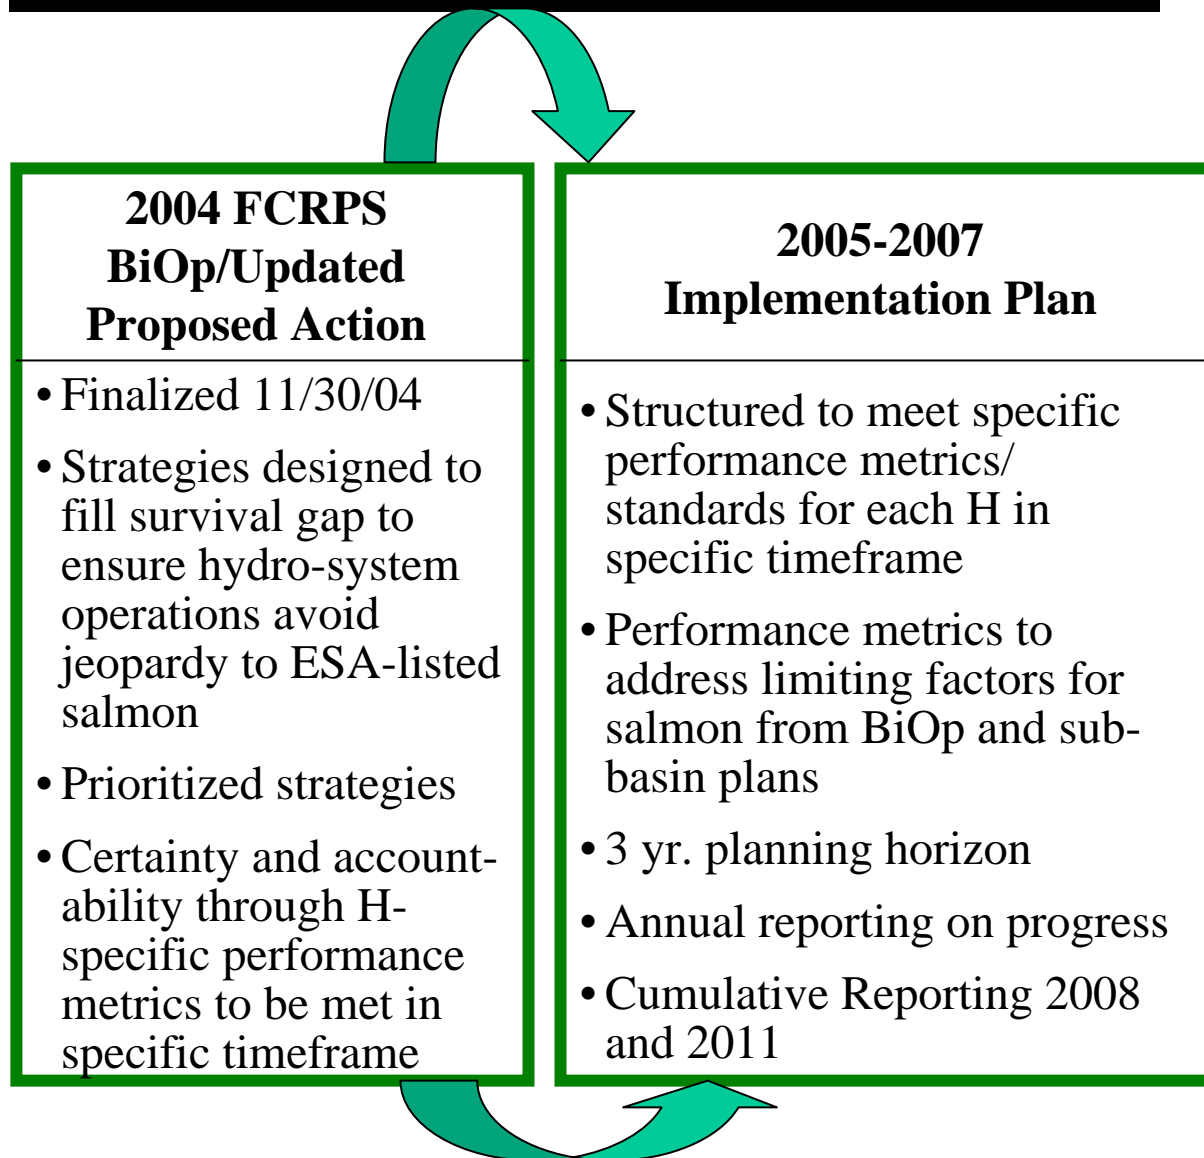 2004 FCRPS
BiOp/Updated
Proposed Action
• Finalized 11/30/04
• Strategies designed to
fill survival gap to
ensure hydro-system
operations avoid
jeopardy to ESA-listed
salmon
• Prioritized strategies
• Certainty and account-
ability through H-
specific performance
metrics to be met in
specific timeframe
2005-2007
Implementation Plan
• Structured to meet specific
performance metrics/
standards for each H in
specific timeframe
• Performance metrics to
address limiting factors for
salmon from BiOp and sub-
basin plans
• 3 yr. planning horizon
• Annual reporting on progress
• Cumulative Reporting 2008
and 2011